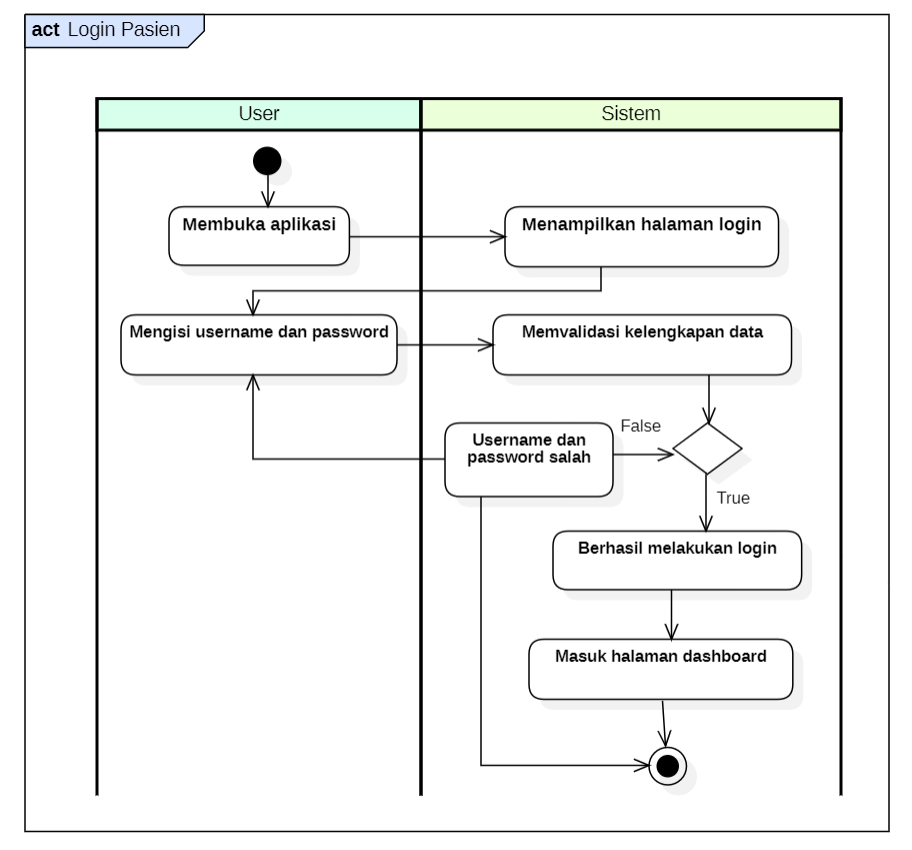 act Login Pasien
User
Sistem
Membuka aplikasi
Menampilkan halaman login
Mengisi username dan password
Memvalidasi kelengkapan data
Username dan
password salah
False
True
Berhasil melakukan login
Masuk halaman dashboard